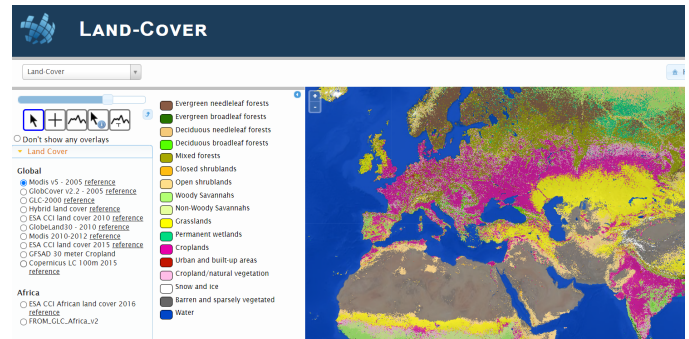 LAND-COVER
Land-Cover
Don't show any overlays
Land Cover
Global
Modis v5 - 2005 reference
GlobCover v2.2 - 2005 reference
GLC-2000 reference
Hybrid land cover reference
ESA CCI land cover 2010 reference
GlobeLand30 - 2010 reference
Modis 2010-2012 reference
ESA CCI land cover 2015 reference
GFSAD 30 meter Cropland
Copernicus LC 100m 2015
reference
Africa
ESA CCI African land cover 2016
reference
FROM_GLC_Africa_v2
Evergreen needleleaf forests
Evergreen broadleaf forests
Deciduous needleleaf forests
Deciduous broadleaf forests
Mixed forests
Closed shrublands
Open shrublands
Woody Savannahs
Non-Woody Savannahs
Grasslands
Permanent wetlands
Croplands
Urban and built-up areas
Cropland/natural vegetation
Snow and ice
Barren and sparsely vegetated
Water
+
-